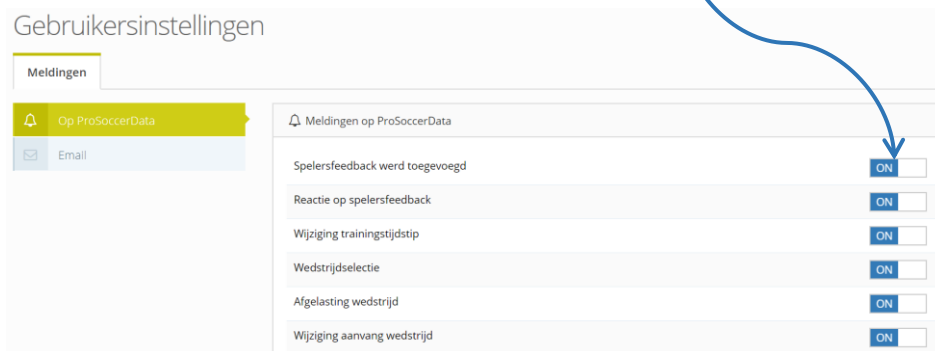 Gebruikersinstellingen
Meldingen
Op ProSoccerData
Email
Meldingen op ProSoccerData
Spelersfeedback werd toegevoegd ON
Reactie op spelersfeedback ON
Wijziging trainingstijdstip ON
Wedstrijdselectie ON
Afgelasting wedstrijd ON
Wijziging aanvang wedstrijd ON